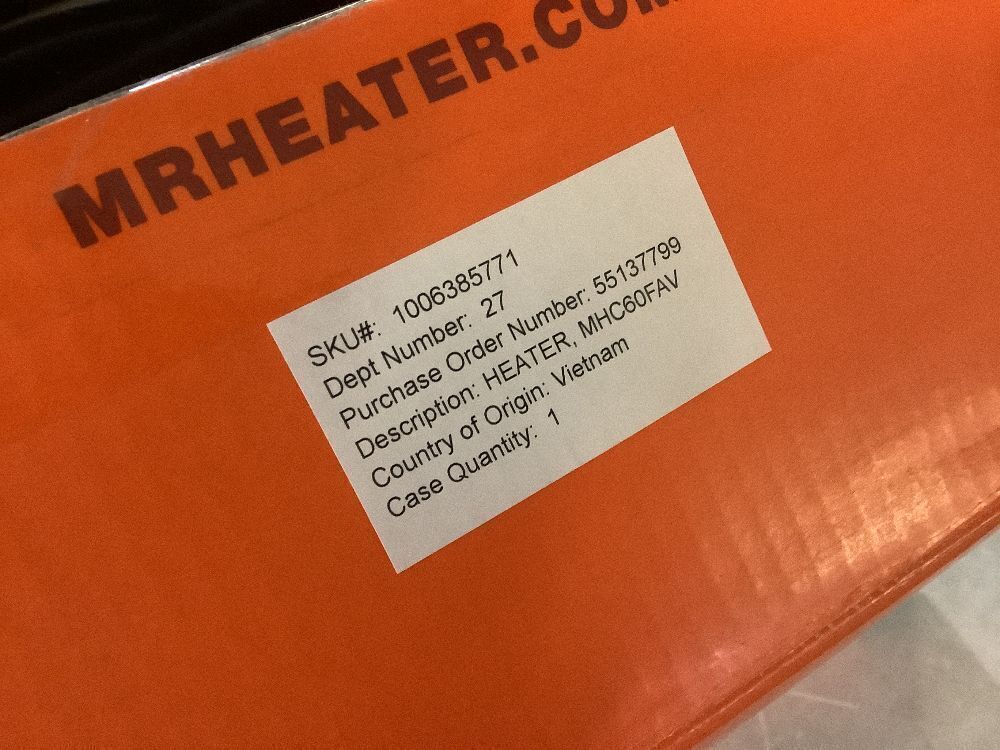 MRHEATER.COM
SKU#: 1006385771
Dept Number: 27
Purchase Order Number: 55137799
Description: HEATER, MHC60FAV
Country of Origin: Vietnam
Case Quantity: 1